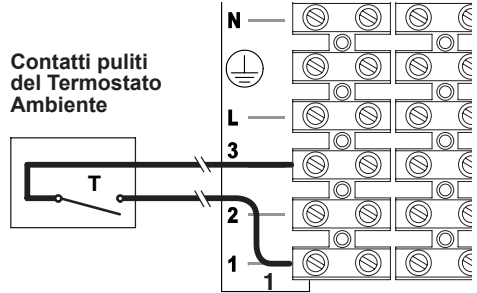 N
Contatti puliti
del Termostato
Ambiente
L
3
T
2
1
1